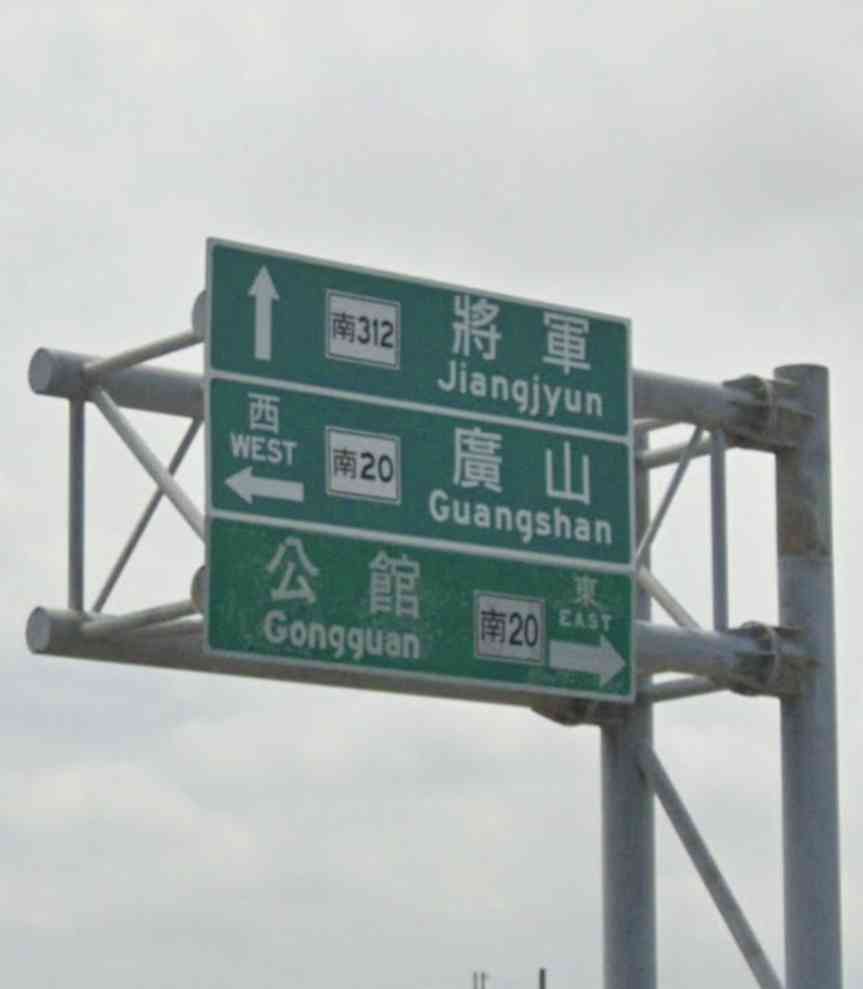 南312 將軍
Jiangjyun
西
WEST
南20 廣山
Guangshan
公館
Gongguan
南20
東
EAST